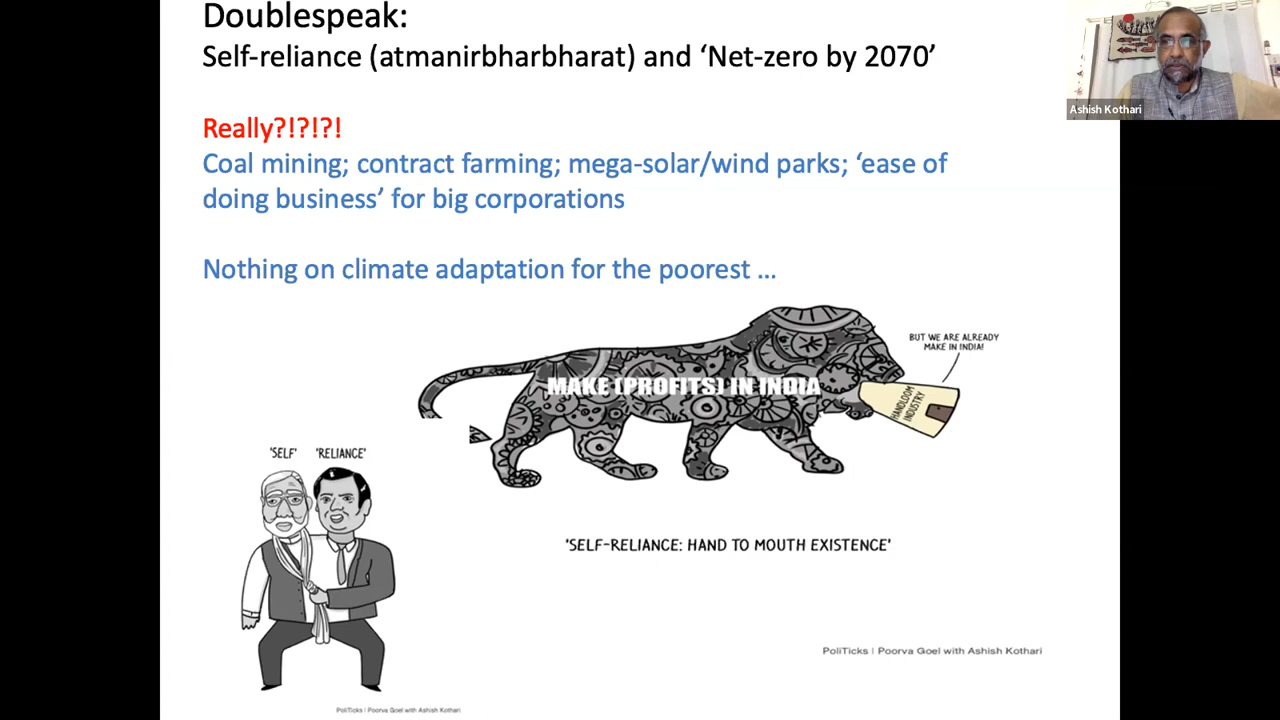 Doublespeak:
Self-reliance (atmanirbharbharat) and ‘Net-zero by 2070’
Ashish Kothari
Really?!?!?!
Coal mining; contract farming; mega-solar/wind parks; ‘ease of
doing business’ for big corporations
Nothing on climate adaptation for the poorest ...
BUT WE ARE ALREADY
MAKE IN INDIA!
MAKE (PROFITS) IN INDIA
HANDLOOM
INDUSTRY
'SELF' 'RELIANCE'
'SELF-RELIANCE: HAND TO MOUTH EXISTENCE'
PoliTicks | Poorva Goel with Ashish Kothari
PoliTicks | Poorva Goel with Ashish Kothari